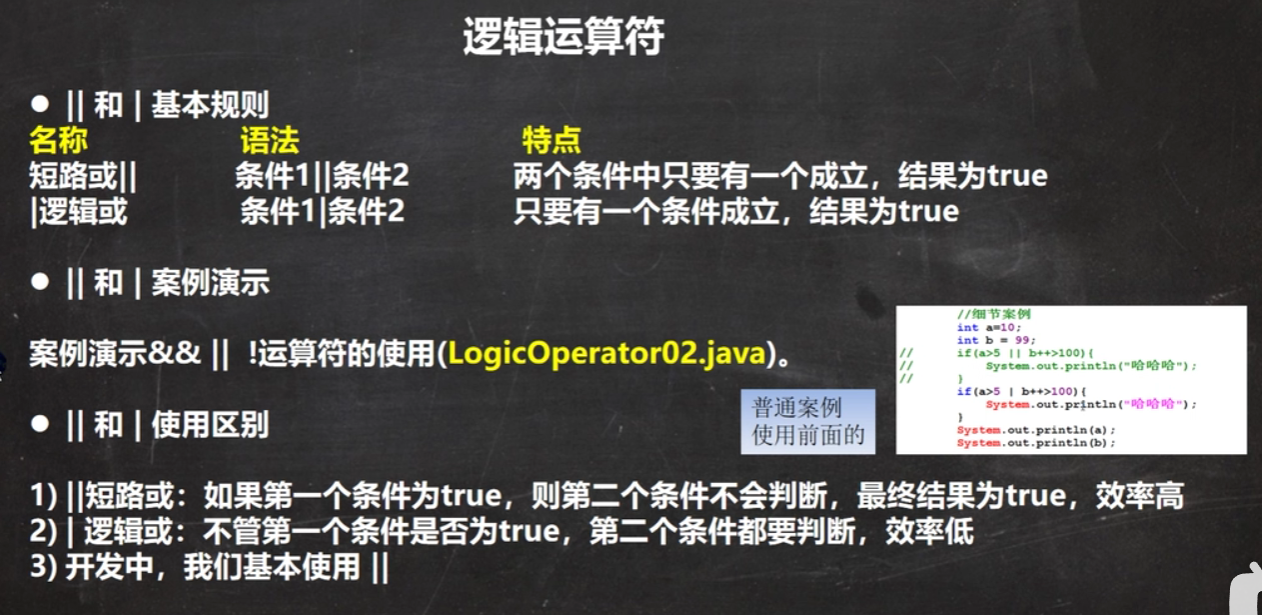 逻辑运算符
● || 和 | 基本规则
名称 语法 特点
短路或|| 条件1||条件2 两个条件中只要有一个成立，结果为true
|逻辑或 条件1|条件2 只要有一个条件成立，结果为true
● || 和 | 案例演示
案例演示&& || !运算符的使用(LogicOperator02.java)。
//细节案例
int a=10;
int b = 99;
// if(a>5 || b++>100){
// System.out.println("哈哈哈");
// }
if(a>5 | b++>100){
System.out.println("哈哈哈");
}
System.out.println(a);
System.out.println(b);
普通案例
使用前面的
● || 和 | 使用区别
1) ||短路或：如果第一个条件为true，则第二个条件不会判断，最终结果为true，效率高
2) | 逻辑或：不管第一个条件是否为true，第二个条件都要判断，效率低
3) 开发中，我们基本使用 ||